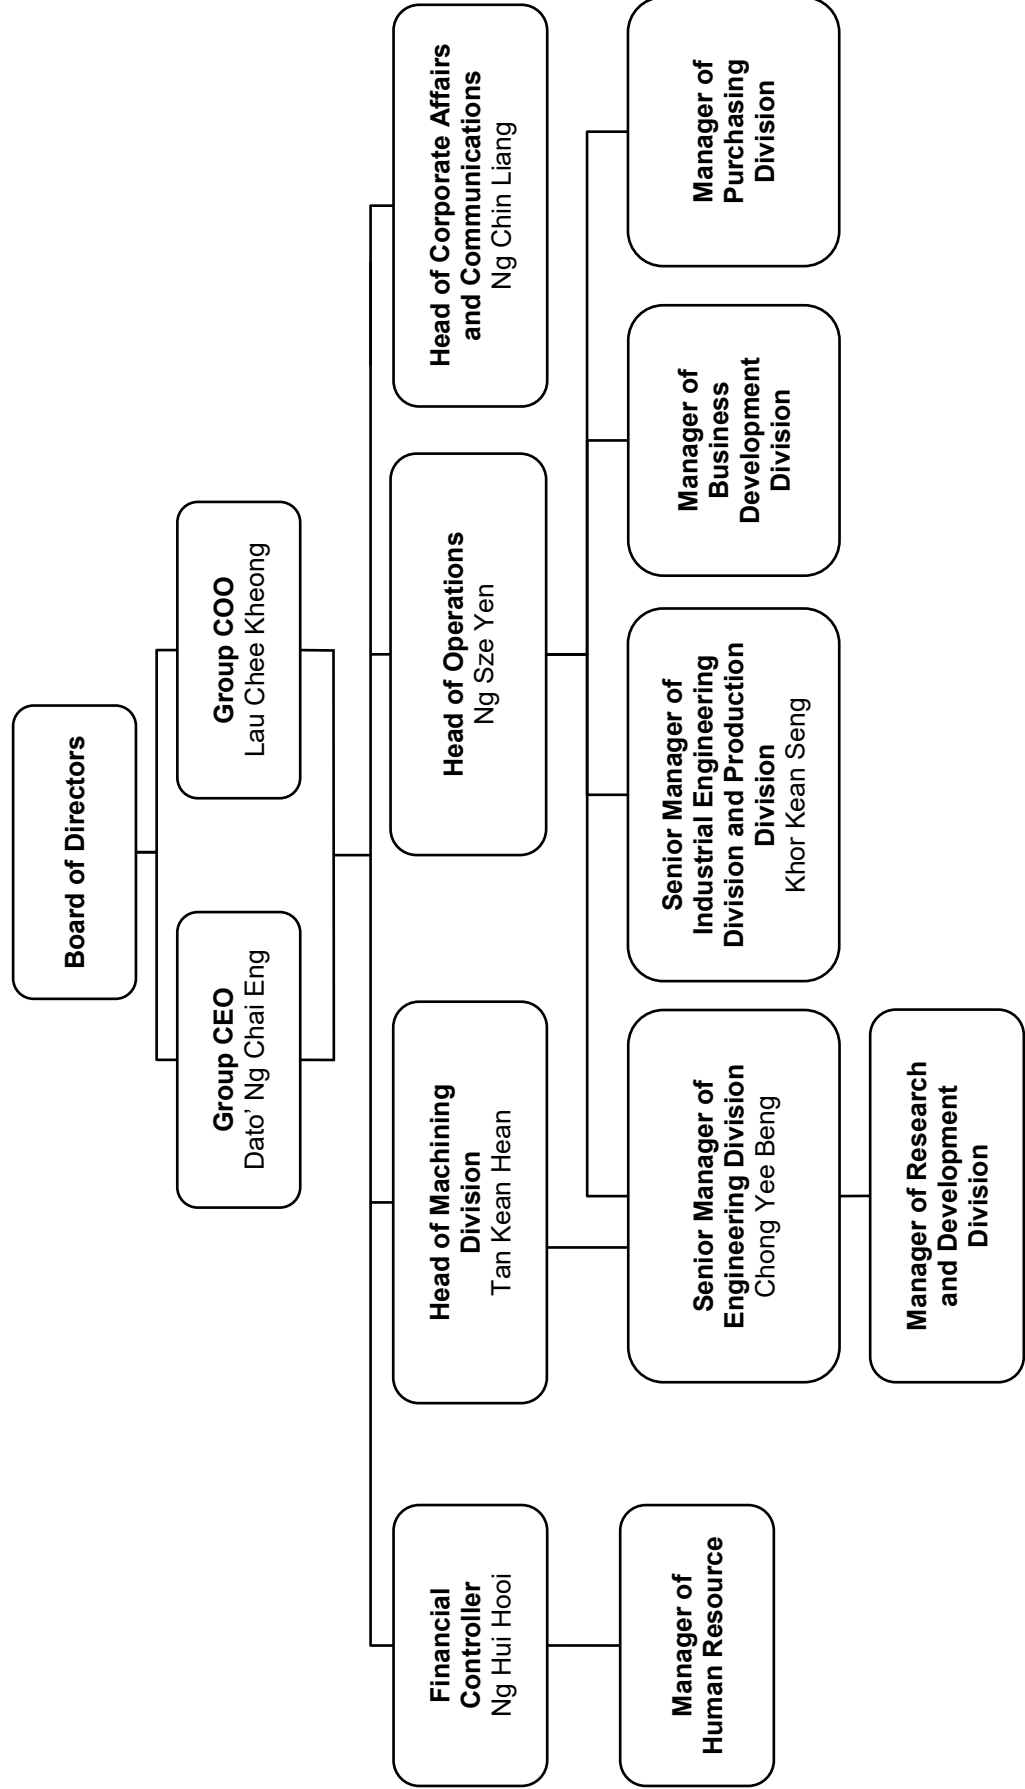 Board of Directors
Group CEO
Dato’ Ng Chai Eng
Group COO
Lau Chee Kheong
Financial
Controller
Ng Hui Hooi
Head of Machining
Division
Tan Kean Hean
Head of Operations
Ng Sze Yen
Head of Corporate Affairs
and Communications
Ng Chin Liang
Manager of
Human Resource
Senior Manager of
Engineering Division
Chong Yee Beng
Senior Manager of
Industrial Engineering
Division and Production
Division
Khor Kean Seng
Manager of
Business
Development
Division
Manager of
Purchasing
Division
Manager of Research
and Development
Division